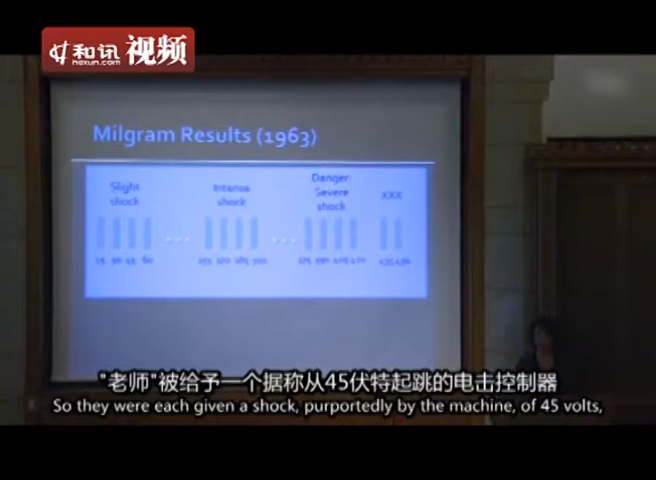 和讯 视频
hexun.com
Milgram Results (1963)
Slight
shock
Intense
shock
Danger:
Severe
shock
XXX
"老师"被给予一个据称从45伏特起跳的电击控制器
So they were each given a shock, purportedly by the machine, of 45 volts,